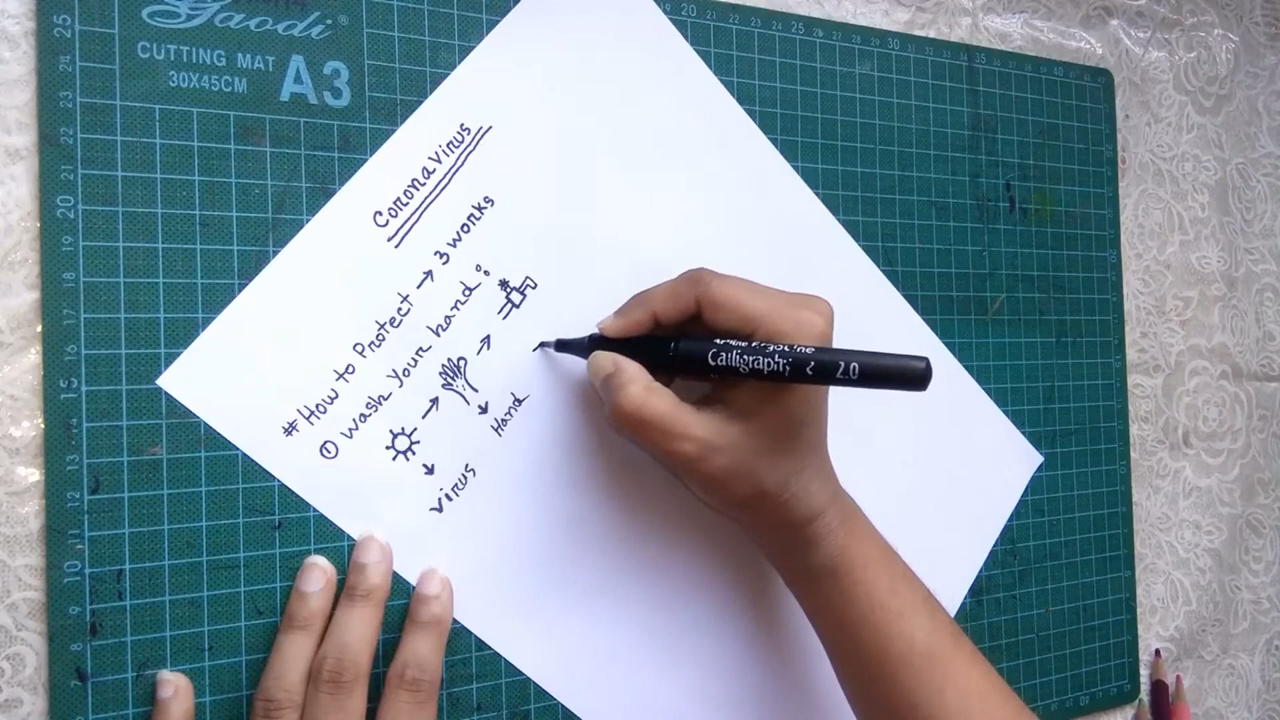 Gaodi®
CUTTING MAT
30X45CM
A3
Coronavirus
# How to Protect → 3 works
① wash your hand :
virus
Hand
Calligraphy 2.0